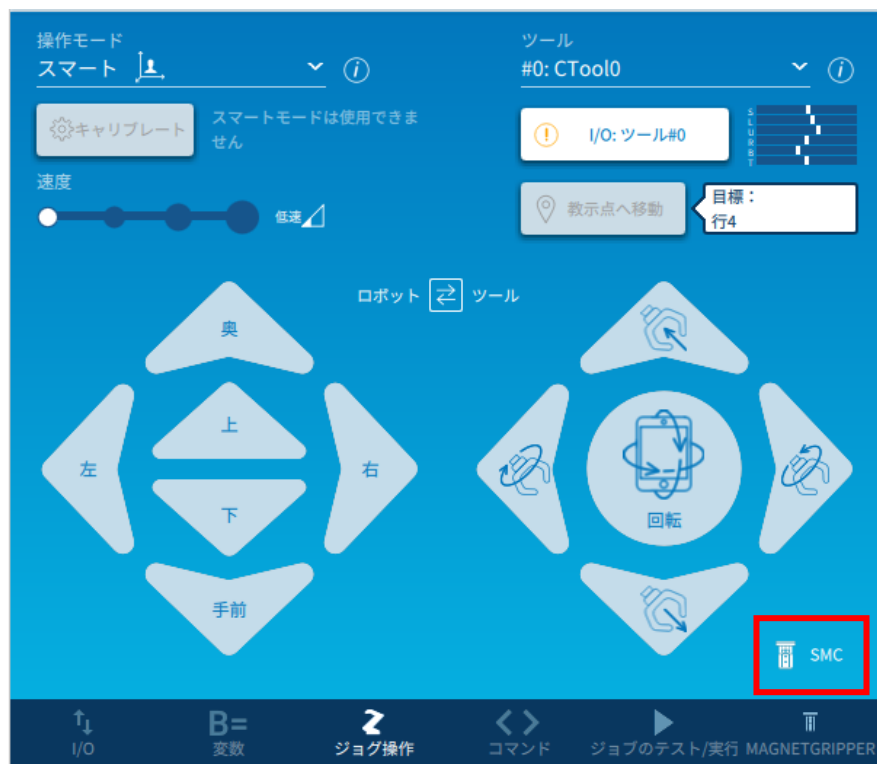 操作モード
スマート
ツール
#0: CTool0
キャリブレート
スマートモードは使用できま
せん
I/O: ツール#0
S
L
U
R
B
T
速度
低速
教示点へ移動
目標：
行4
ロボット
ツール
奥
上
左
右
下
手前
回転
SMC
I/O
B=
変数
ジョグ操作
コマンド
ジョブのテスト/実行
MAGNETGRIPPER